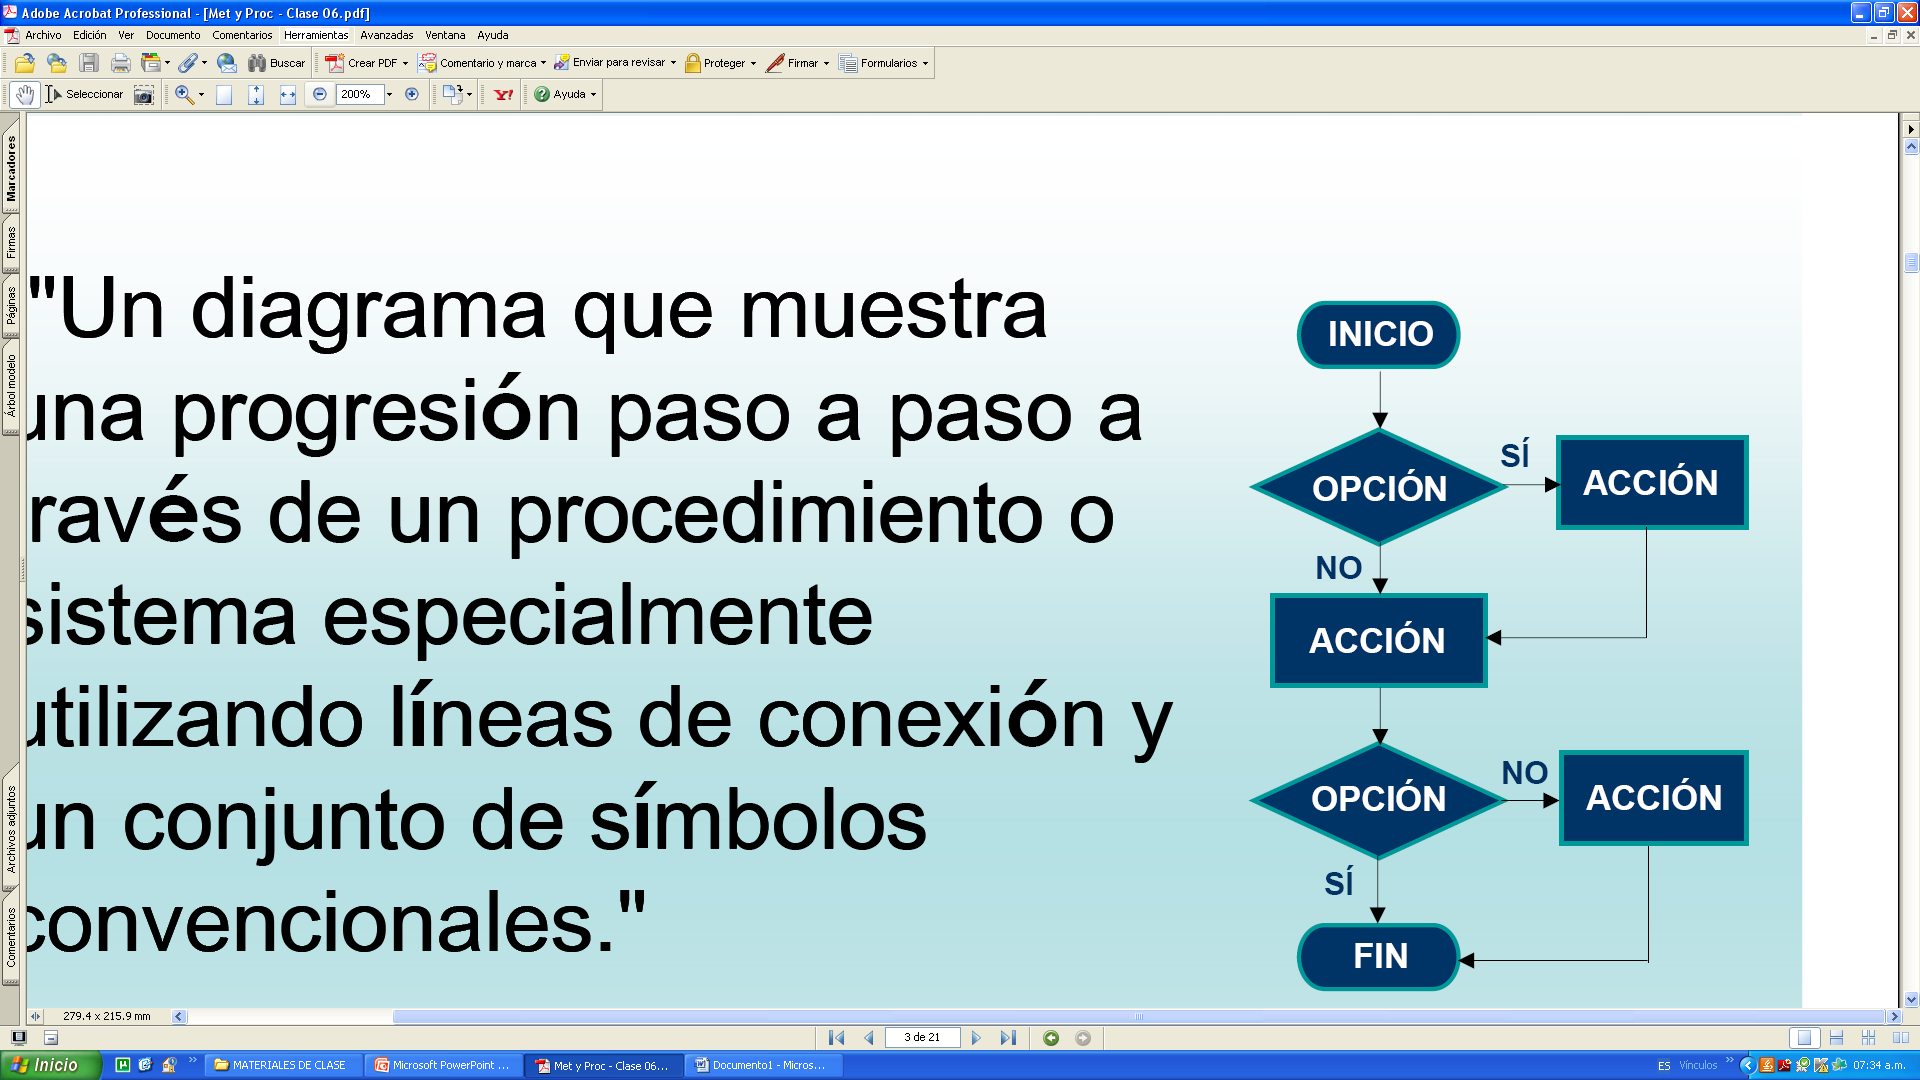 Adobe Acrobat Professional - [Met y Proc - Clase 06.pdf]
Archivo Edición Ver Documento Comentarios Herramientas Avanzadas Ventana Ayuda
Buscar Crear PDF Comentario y marca Enviar para revisar Proteger Firmar Formularios
Seleccionar 200% Y! Ayuda
Marcadores
Firmas
Páginas
Árbol modelo
Archivos adjuntos
Comentarios
"Un diagrama que muestra
una progresión paso a paso a
ravés de un procedimiento o
sistema especialmente
utilizando líneas de conexión y
un conjunto de símbolos
convencionales."
INICIO
OPCIÓN
SÍ
ACCIÓN
NO
ACCIÓN
OPCIÓN
NO
ACCIÓN
SÍ
FIN
279.4 x 215.9 mm
3 de 21
Inicio
MATERIALES DE CLASE
Microsoft PowerPoint ...
Met y Proc - Clase 06...
Documento1 - Micros...
ES Vínculos
07:34 a.m.